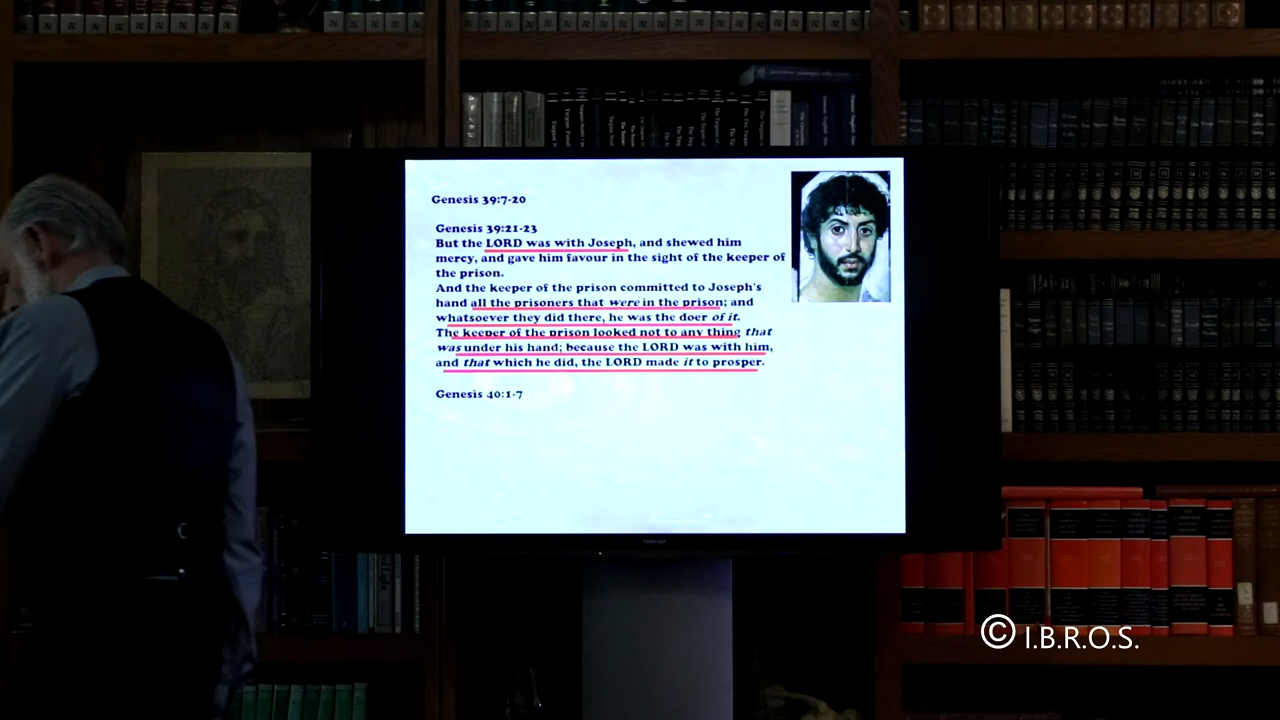 Genesis 39:7-20
Genesis 39:21-23
But the LORD was with Joseph, and shewed him
mercy, and gave him favour in the sight of the keeper of
the prison.
And the keeper of the prison committed to Joseph's
hand all the prisoners that were in the prison; and
whatsoever they did there, he was the doer of it.
The keeper of the prison looked not to any thing that
was under his hand; because the LORD was with him,
and that which he did, the LORD made it to prosper.
Genesis 40:1-7
TOSHIBA
© I.B.R.O.S.